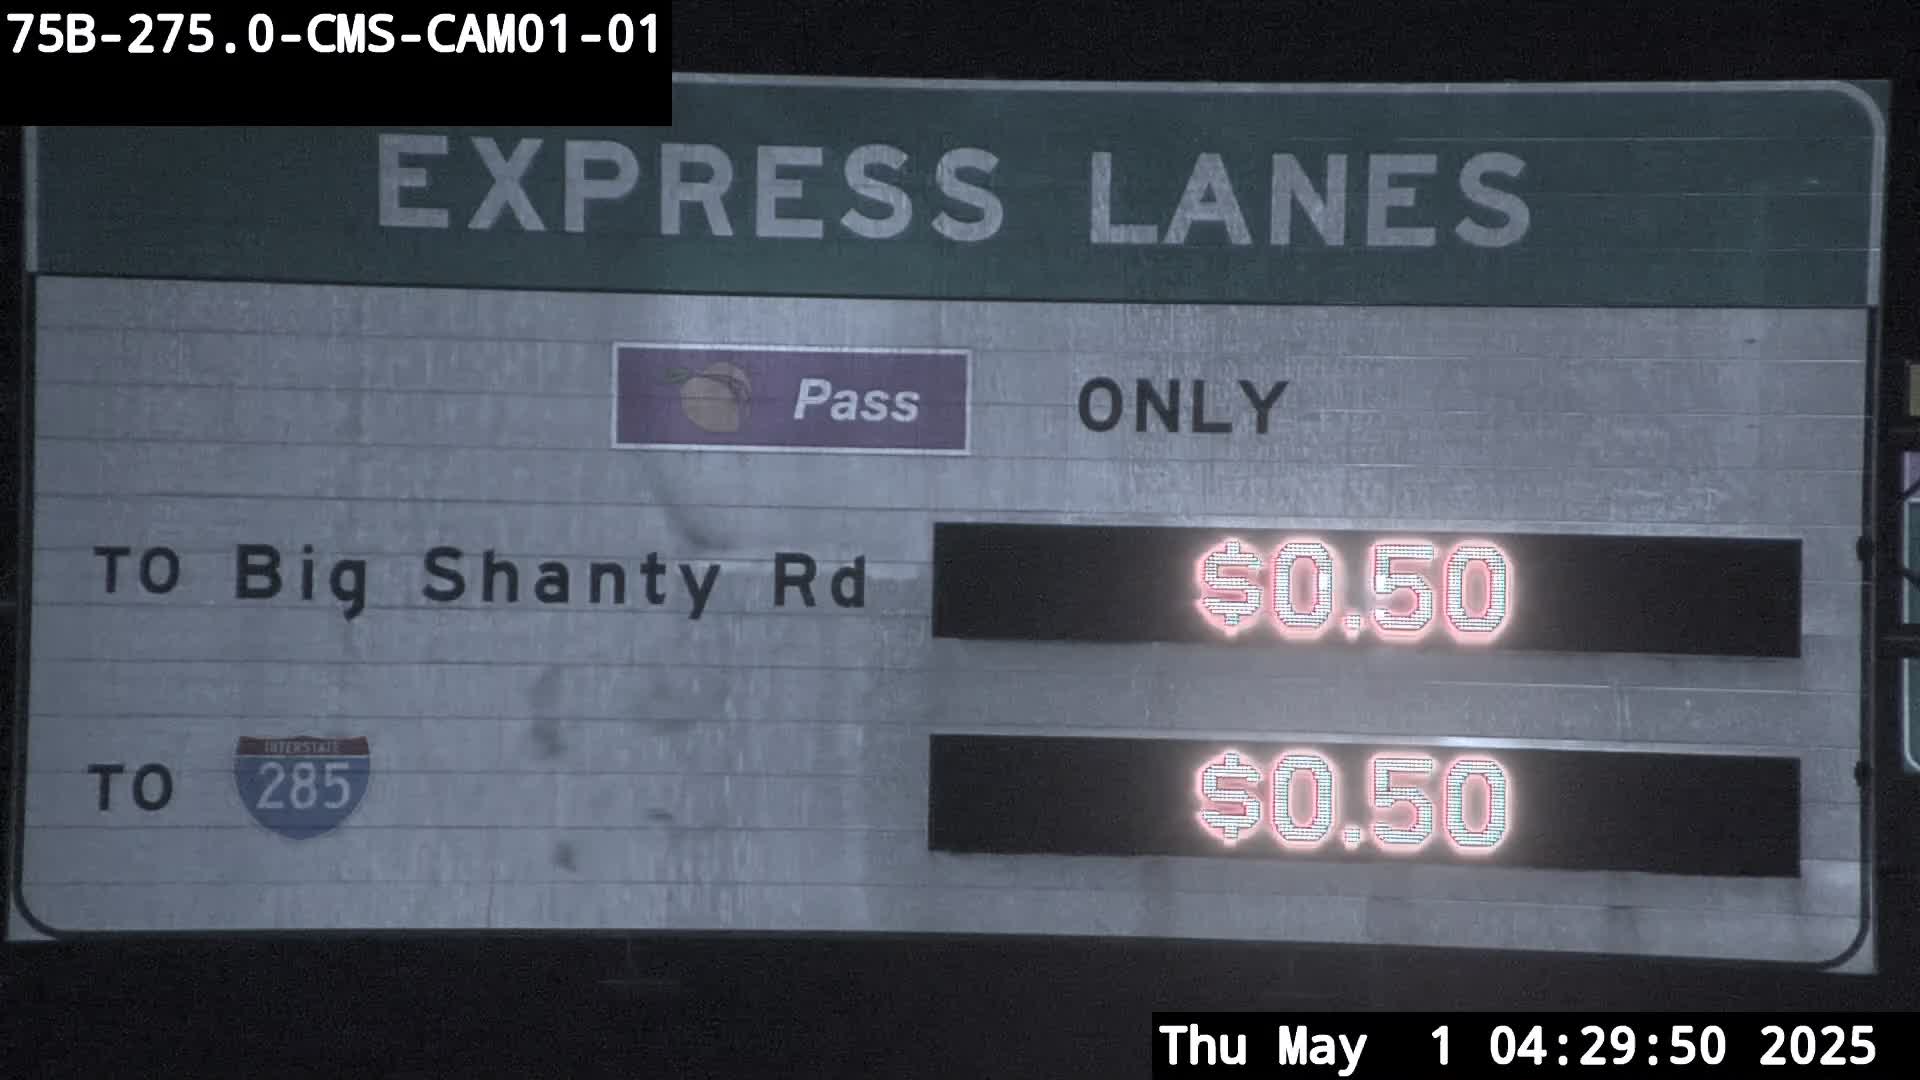 75B-275.0-CMS-CAM01-01
EXPRESS LANES
Pass ONLY
TO Big Shanty Rd $0.50
TO INTERSTATE 285 $0.50
Thu May 1 04:29:50 2025